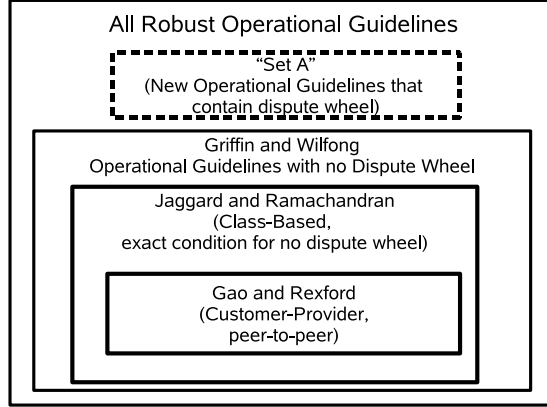 All Robust Operational Guidelines
“Set A”
(New Operational Guidelines that
contain dispute wheel)
Griffin and Wilfong
Operational Guidelines with no Dispute Wheel
Jaggard and Ramachandran
(Class-Based,
exact condition for no dispute wheel)
Gao and Rexford
(Customer-Provider,
peer-to-peer)